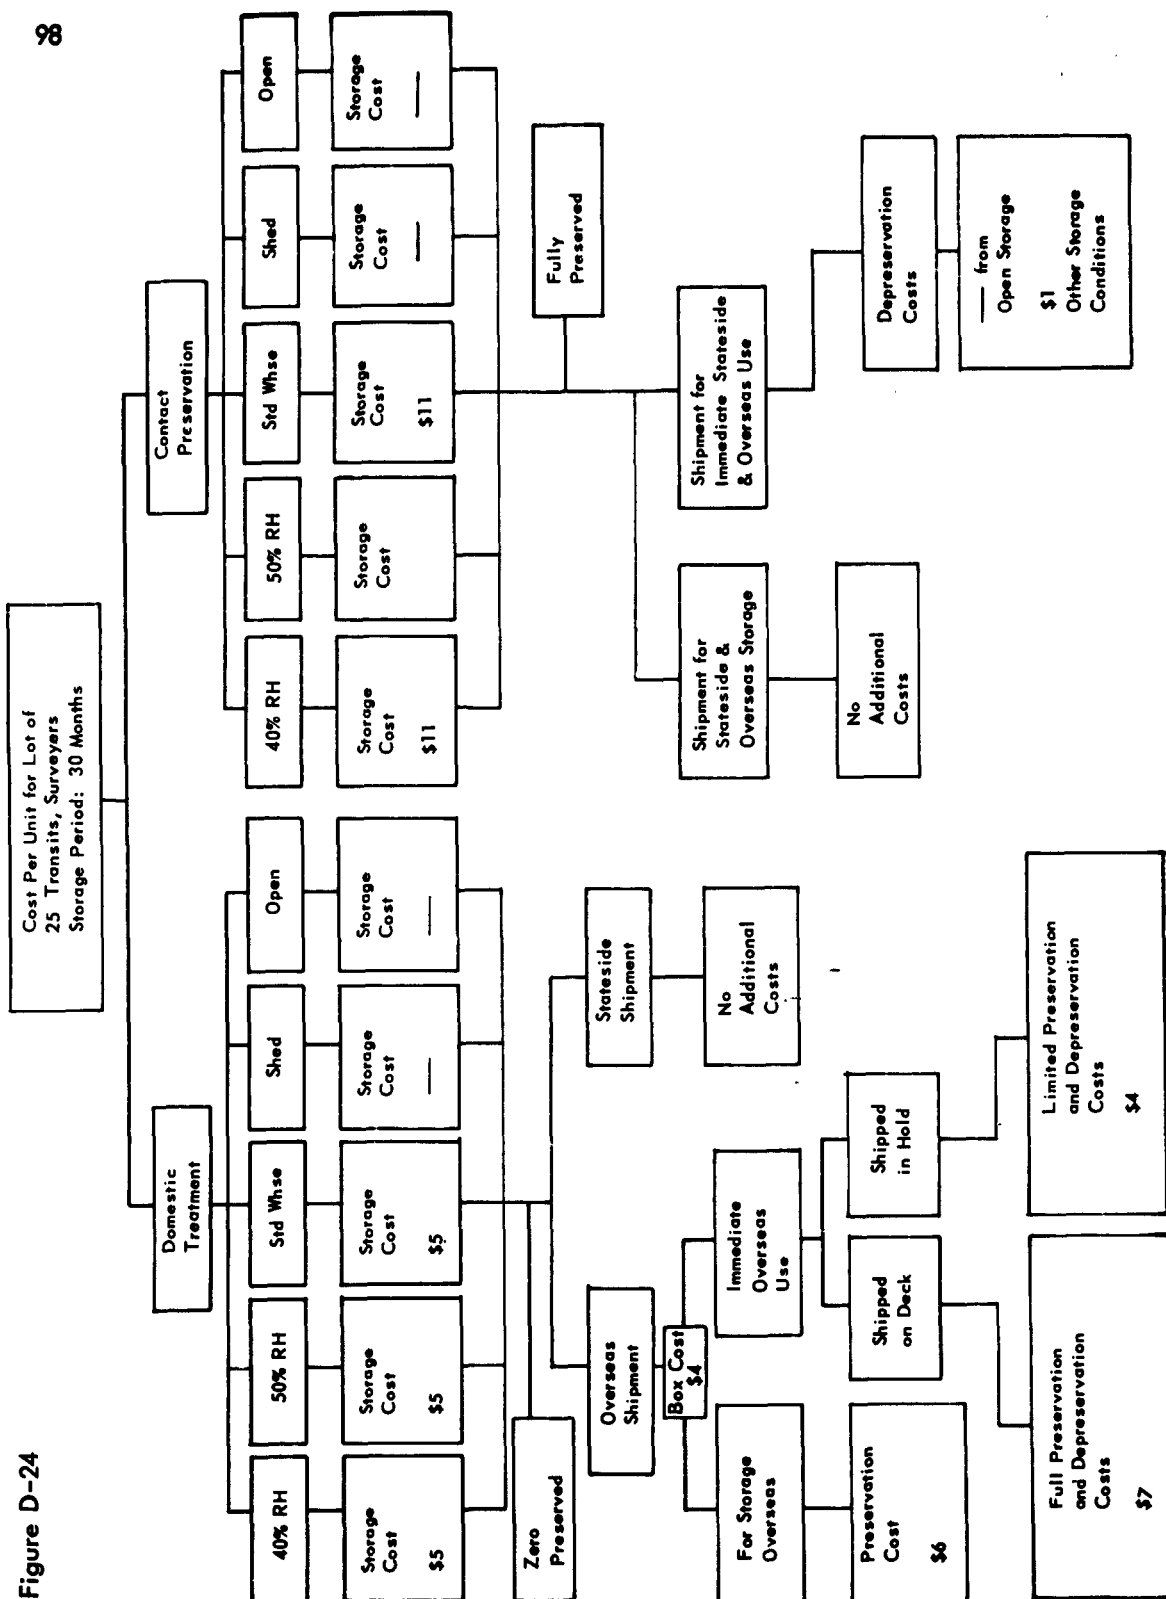 98
Figure D-24
Cost Per Unit for Lot of
25 Transits, Surveyers
Storage Period: 30 Months
Domestic
Treatment
40% RH
50% RH
Std Whse
Shed
Open
Storage
Cost
$5
Storage
Cost
$5
Storage
Cost
$5
Storage
Cost
—
Storage
Cost
—
Zero
Preserved
Overseas
Shipment
Stateside
Shipment
Box Cost
$4
No
Additional
Costs
For Storage
Overseas
Immediate
Overseas
Use
Preservation
Cost
$6
Shipped
on Deck
Shipped
in Hold
Full Preservation
and Depreservation
Costs
$7
Limited Preservation
and Depreservation
Costs
$4
Contact
Preservation
40% RH
50% RH
Std Whse
Shed
Open
Storage
Cost
$11
Storage
Cost
Storage
Cost
$11
Storage
Cost
—
Storage
Cost
—
Fully
Preserved
Shipment for
Stateside &
Overseas Storage
Shipment for
Immediate Stateside
& Overseas Use
No
Additional
Costs
Depreservation
Costs
— from
Open Storage
$1
Other Storage
Conditions